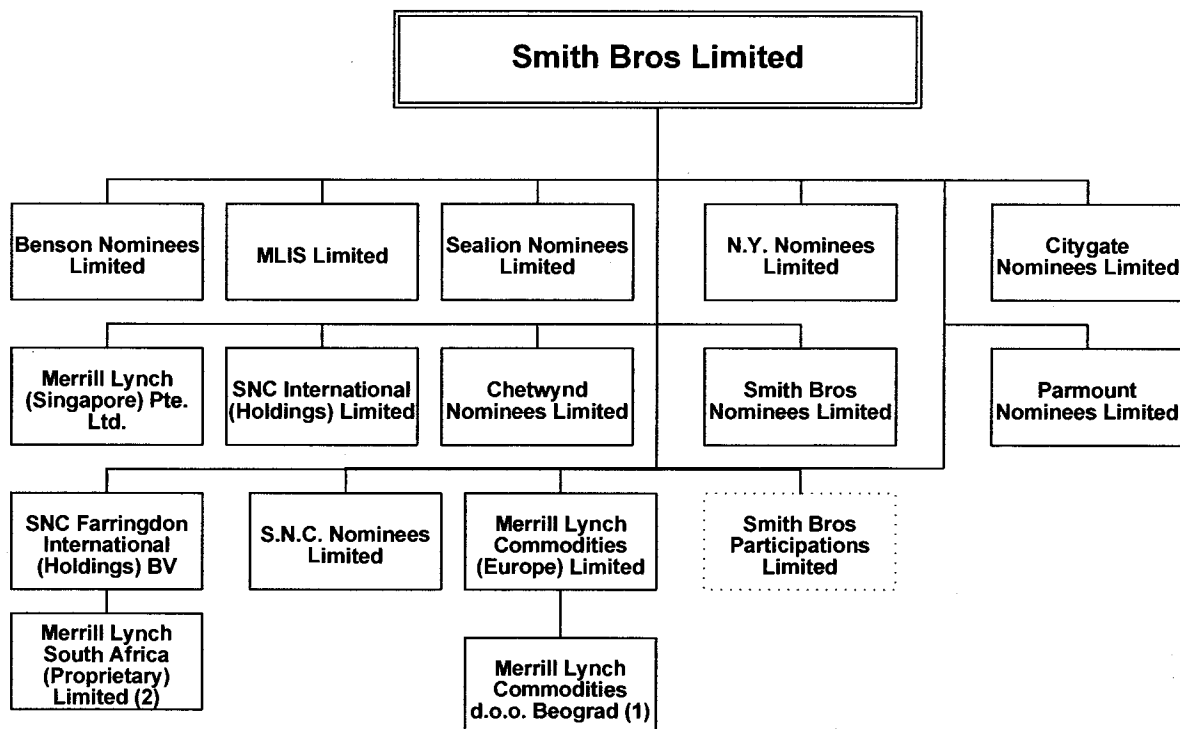 Smith Bros Limited
Benson Nominees
Limited
MLIS Limited
Sealion Nominees
Limited
N.Y. Nominees
Limited
Citygate
Nominees Limited
Merrill Lynch
(Singapore) Pte.
Ltd.
SNC International
(Holdings) Limited
Chetwynd
Nominees Limited
Smith Bros
Nominees Limited
Parmount
Nominees Limited
SNC Farringdon
International
(Holdings) BV
S.N.C. Nominees
Limited
Merrill Lynch
Commodities
(Europe) Limited
Smith Bros
Participations
Limited
Merrill Lynch
South Africa
(Proprietary)
Limited (2)
Merrill Lynch
Commodities
d.o.o. Beograd (1)